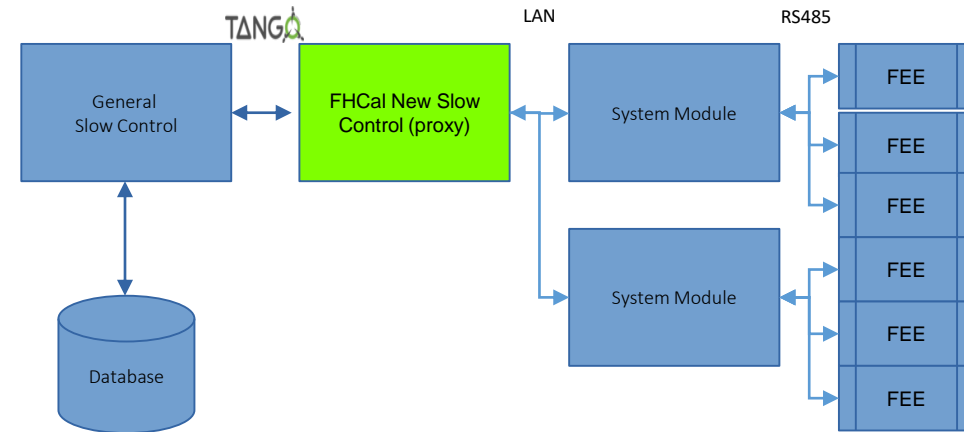 TANGO
LAN
RS485
General
Slow Control
FHCal New Slow
Control (proxy)
System Module
FEE
FEE
FEE
System Module
FEE
FEE
FEE
Database